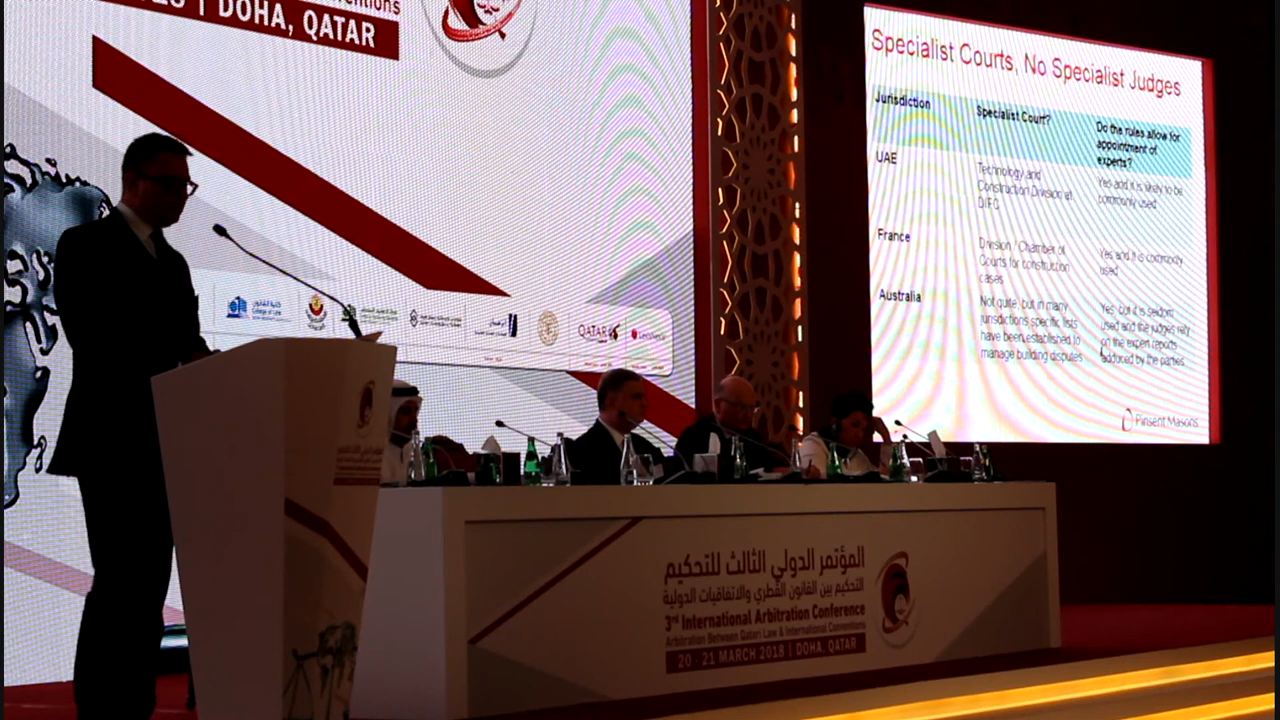 DOHA, QATAR
Specialist Courts, No Specialist Judges
Jurisdiction
Specialist Court?
Do the rules allow for
appointment of
experts?
UAE
Technology and
Construction Division at
DIFC
Yes and it is likely to be
commonly used
France
Division / Chamber of
Courts for construction
cases
Yes and it is commonly
used
Australia
Not quite, but in many
jurisdictions specific lists
have been established to
manage building disputes
Yes, but it is seldom
used and the judges rely
on the expert reports
adduced by the parties.
Pinsent Masons
كلية القانون
College of Law
QATAR
المؤتمر الدولي الثالث للتحكيم
التحكيم بين القانون القطري والاتفاقيات الدولية
3rd International Arbitration Conference
Arbitration Between Qatari Law & International Conventions
20 - 21 MARCH 2018 | DOHA, QATAR